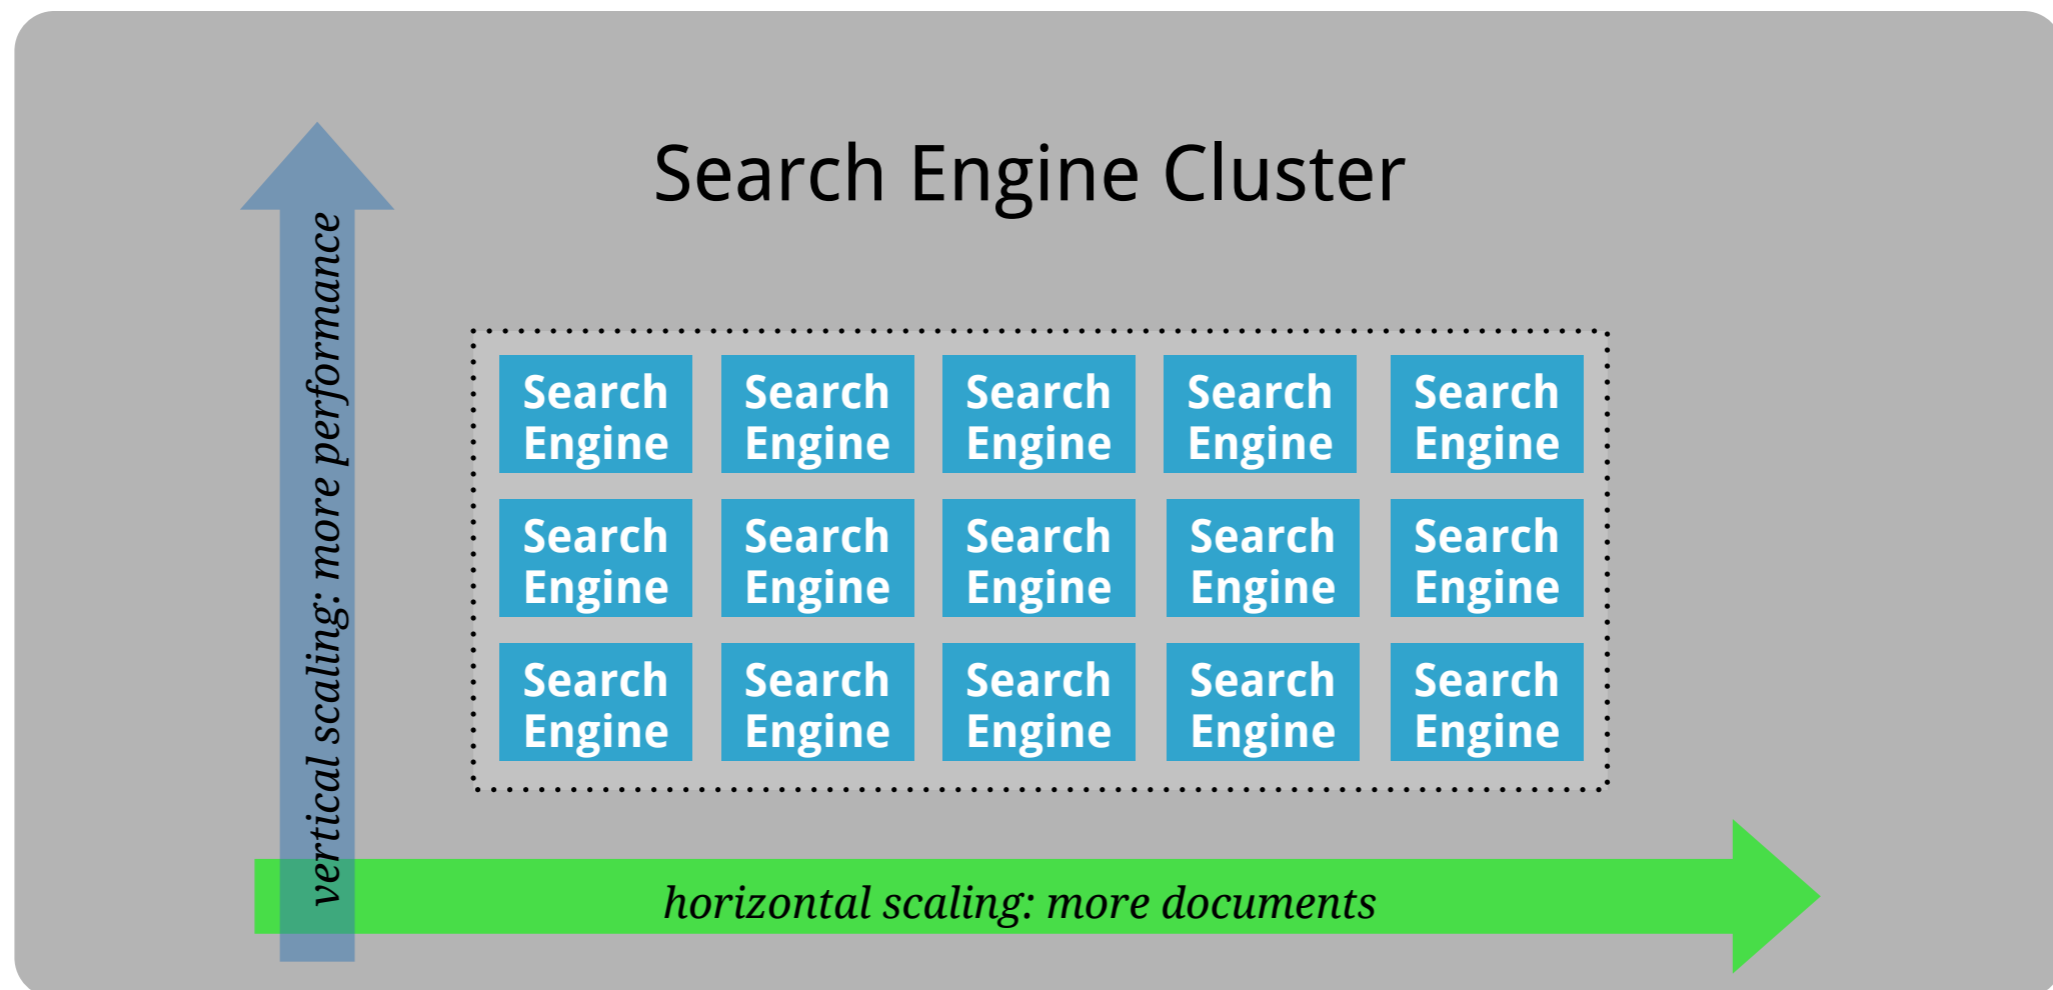 Search Engine Cluster
vertical scaling: more performance
Search Search Search Search Search
Engine Engine Engine Engine Engine
Search Search Search Search Search
Engine Engine Engine Engine Engine
Search Search Search Search Search
Engine Engine Engine Engine Engine
horizontal scaling: more documents